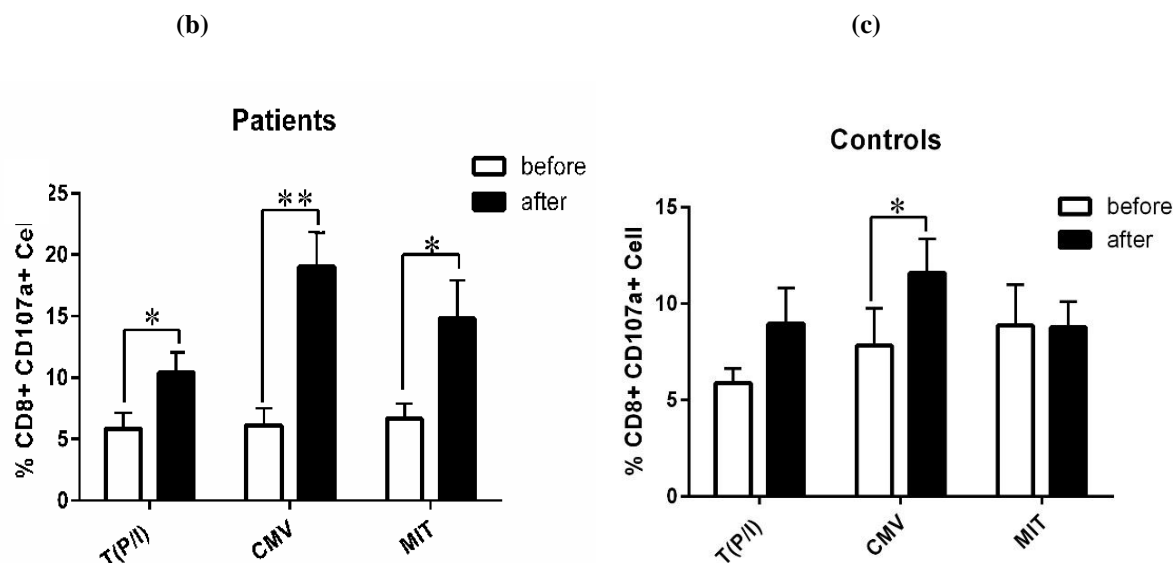 (b)
(c)
Patients
before
after
% CD8+ CD107a+ Cel
25
20
15
10
5
0
*
**
*
T(P/I)
CMV
MIT
Controls
before
after
% CD8+ CD107a+ Cell
15
10
5
0
*
T(P/I)
CMV
MIT